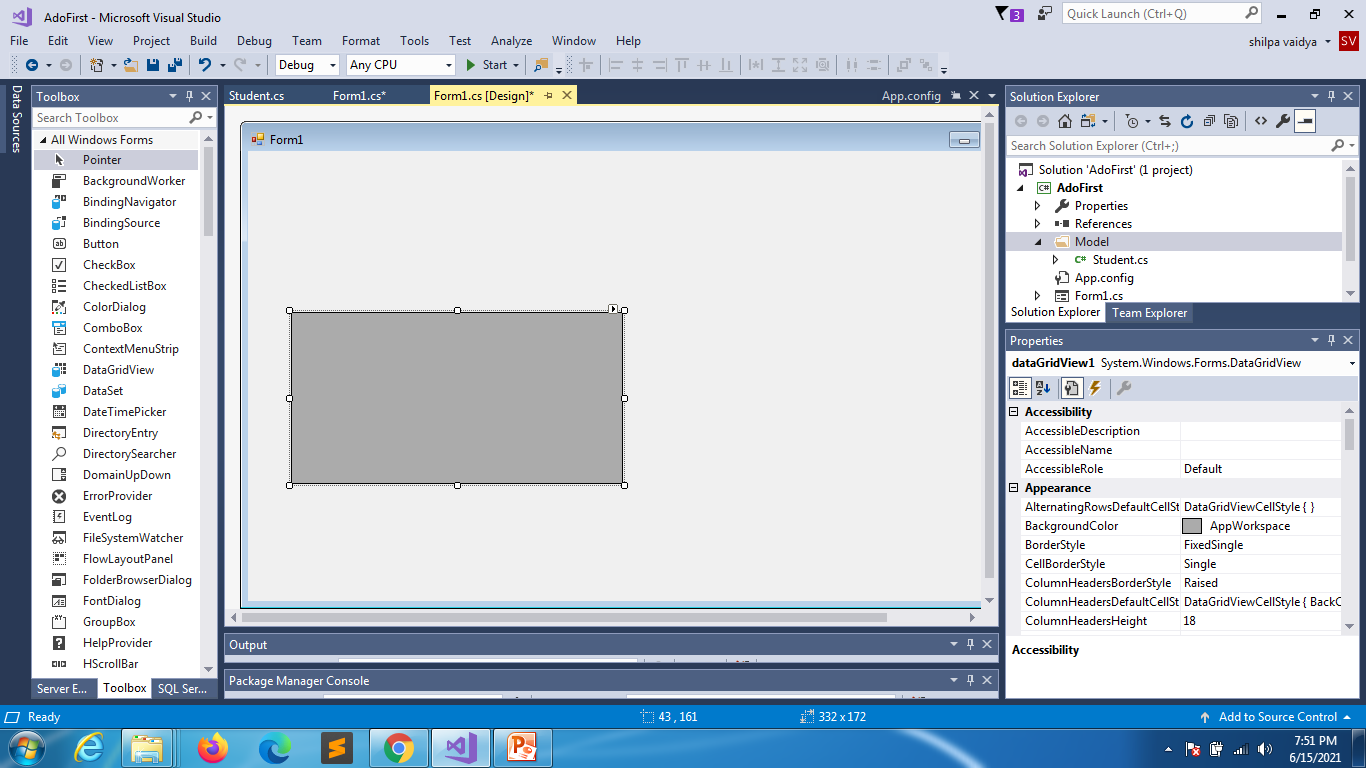 AdoFirst - Microsoft Visual Studio
3
Quick Launch (Ctrl+Q)
File Edit View Project Build Debug Team Format Tools Test Analyze Window Help
shilpa vaidya SV
Debug Any CPU Start
Data Sources
Toolbox
Search Toolbox
All Windows Forms
Pointer
BackgroundWorker
BindingNavigator
BindingSource
Button
CheckBox
CheckedListBox
ColorDialog
ComboBox
ContextMenuStrip
DataGridView
DataSet
DateTimePicker
DirectoryEntry
DirectorySearcher
DomainUpDown
ErrorProvider
EventLog
FileSystemWatcher
FlowLayoutPanel
FolderBrowserDialog
FontDialog
GroupBox
HelpProvider
HScrollBar
Server E... Toolbox SQL Ser...
Student.cs Form1.cs* Form1.cs [Design]* App.config
Form1
Output
Package Manager Console
Solution Explorer
Search Solution Explorer (Ctrl+;)
Solution 'AdoFirst' (1 project)
C# AdoFirst
Properties
References
Model
C# Student.cs
App.config
Form1.cs
Solution Explorer Team Explorer
Properties
dataGridView1 System.Windows.Forms.DataGridView
Accessibility
AccessibleDescription
AccessibleName
AccessibleRole Default
Appearance
AlternatingRowsDefaultCellSt DataGridViewCellStyle { }
BackgroundColor AppWorkspace
BorderStyle FixedSingle
CellBorderStyle Single
ColumnHeadersBorderStyle Raised
ColumnHeadersDefaultCellSt DataGridViewCellStyle { BackC
ColumnHeadersHeight 18
Accessibility
Ready 43 , 161 332 x 172 Add to Source Control
7:51 PM
6/15/2021